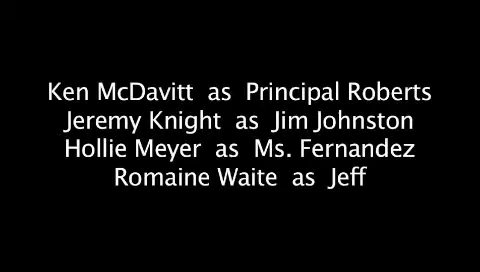 Ken McDavitt as Principal Roberts
Jeremy Knight as Jim Johnston
Hollie Meyer as Ms. Fernandez
Romaine Waite as Jeff